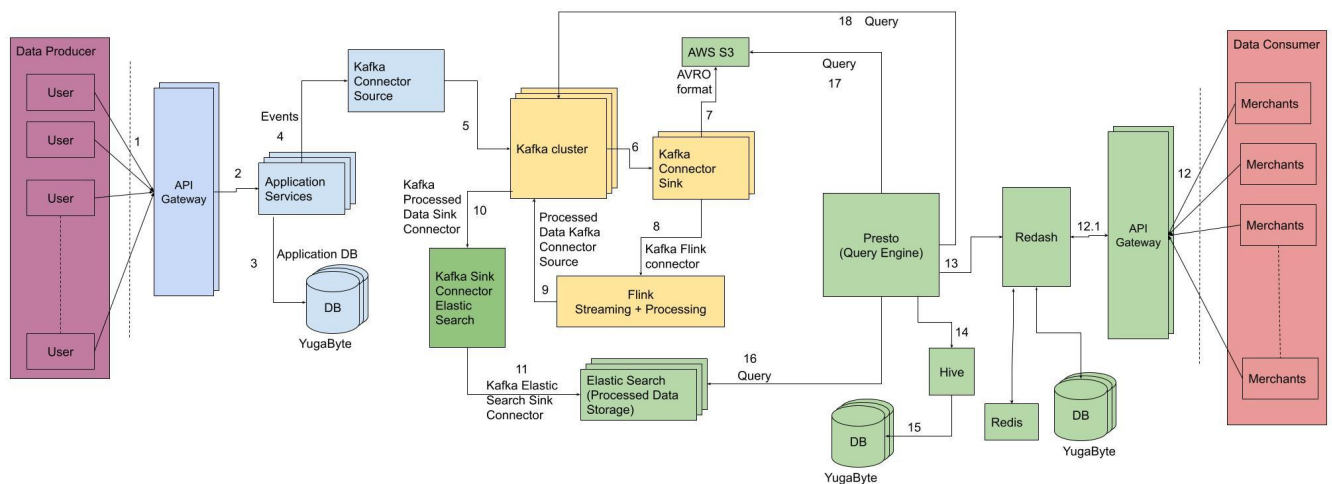 Data Producer
User
User
User
User
1
API
Gateway
2
Events
4
Application
Services
3
Application DB
DB
YugaByte
Kafka
Connector
Source
5
Kafka cluster
6
Kafka
Connector
Sink
7
AVRO
format
AWS S3
8
Kafka Flink
connector
Flink
Streaming + Processing
9
Processed
Data Kafka
Connector
Source
Kafka
Processed
Data Sink
Connector
10
Kafka Sink
Connector
Elastic
Search
11
Kafka Elastic
Search Sink
Connector
Elastic Search
(Processed Data
Storage)
16
Query
18 Query
Query
17
Presto
(Query Engine)
13
14
Hive
15
DB
YugaByte
Redash
Redis
DB
YugaByte
12.1
API
Gateway
12
Data Consumer
Merchants
Merchants
Merchants
Merchants